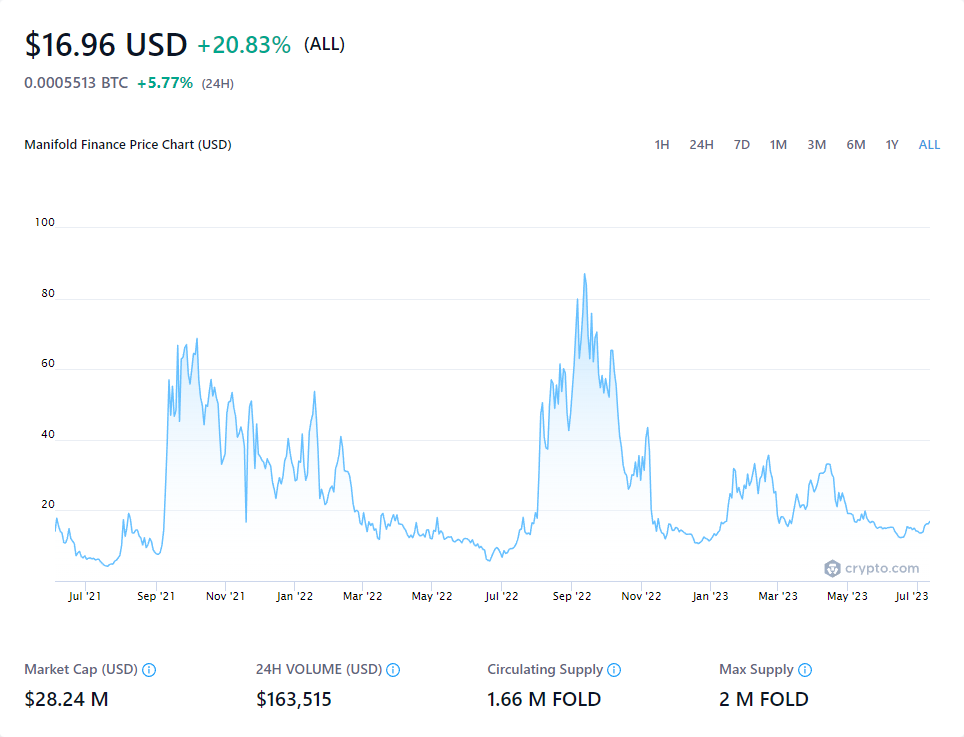 $16.96 USD +20.83% (ALL)
0.0005513 BTC +5.77% (24H)
Manifold Finance Price Chart (USD) 1H 24H 7D 1M 3M 6M 1Y ALL
100
80
60
40
20
crypto.com
Jul '21 Sep '21 Nov '21 Jan '22 Mar '22 May '22 Jul '22 Sep '22 Nov '22 Jan '23 Mar '23 May '23 Jul '23
Market Cap (USD) 24H VOLUME (USD) Circulating Supply Max Supply
$28.24 M $163,515 1.66 M FOLD 2 M FOLD